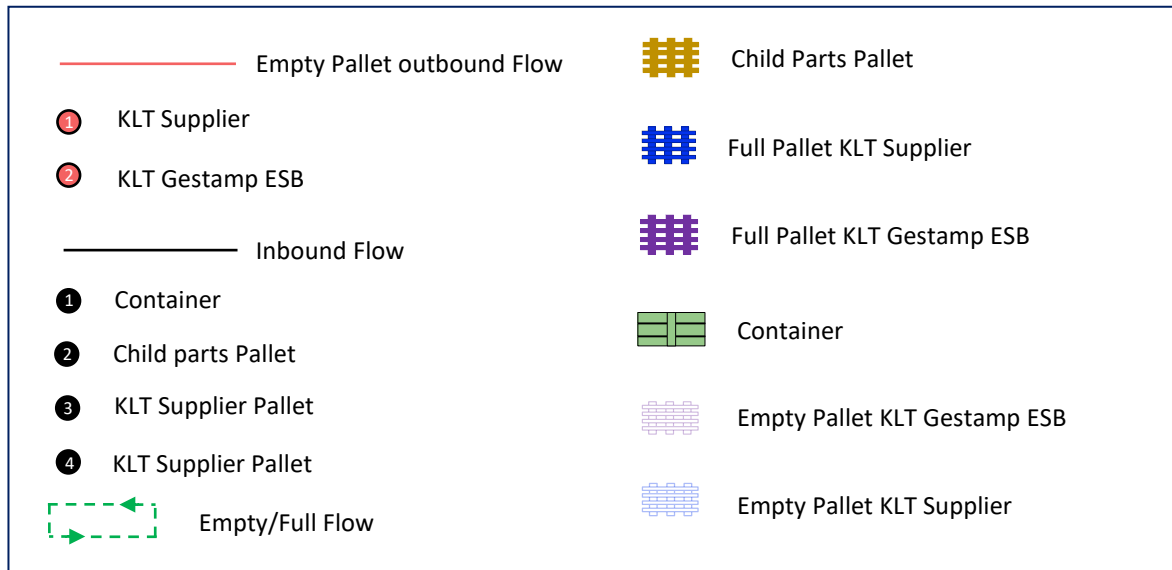 Empty Pallet outbound Flow
1 KLT Supplier
2 KLT Gestamp ESB
Inbound Flow
1 Container
2 Child parts Pallet
3 KLT Supplier Pallet
4 KLT Supplier Pallet
Empty/Full Flow
Child Parts Pallet
Full Pallet KLT Supplier
Full Pallet KLT Gestamp ESB
Container
Empty Pallet KLT Gestamp ESB
Empty Pallet KLT Supplier